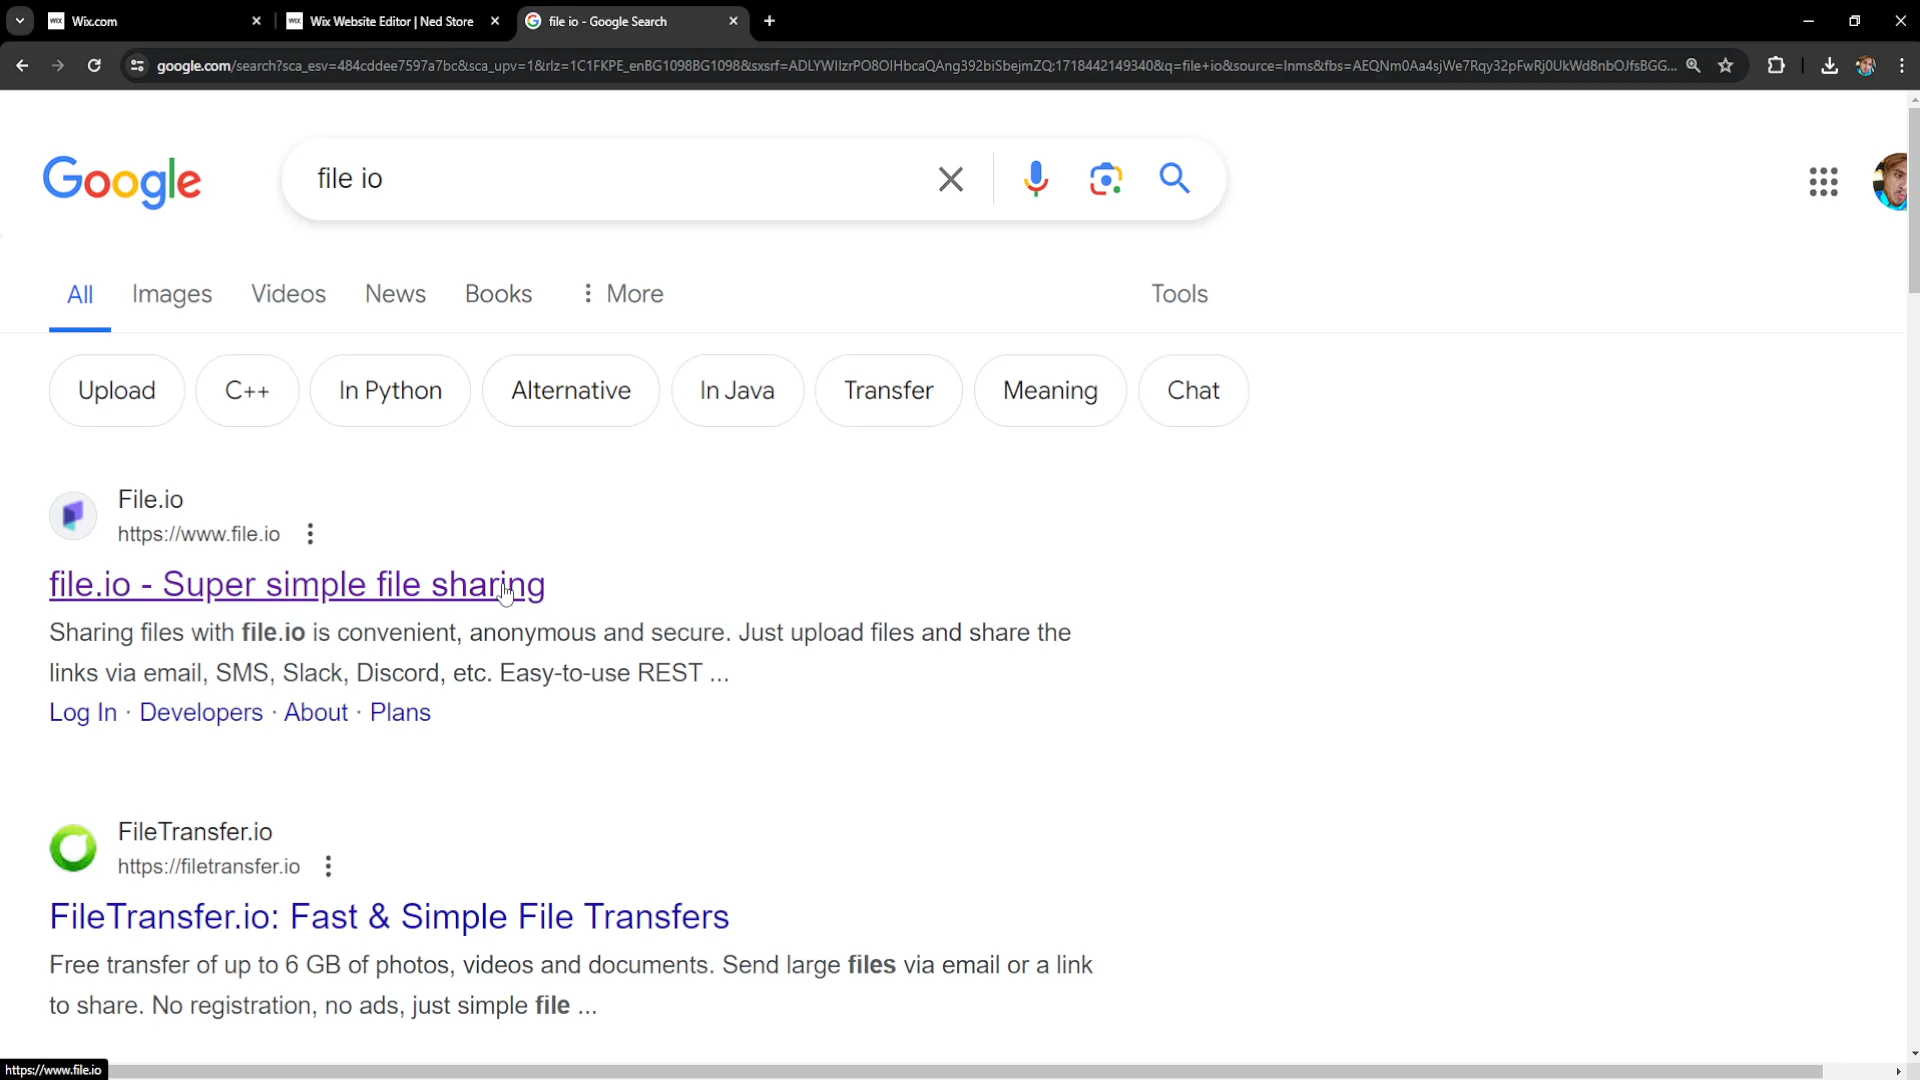 WiX Wix.com
WiX Wix Website Editor | Ned Store
file io - Google Search
google.com/search?sca_esv=484cddee7597a7bc&sca_upv=1&rlz=1C1FKPE_enBG1098BG1098&sxsrf=ADLYWIIzrPO8OIHbcaQAng392biSbejmZQ:1718442149340&q=file+io&source=lnms&fbs=AEQNm0Aa4sjWe7Rqy32pFwRj0UkWd8nbOJfsBGG...
Google
file io
All Images Videos News Books More Tools
Upload C++ In Python Alternative In Java Transfer Meaning Chat
File.io
https://www.file.io
file.io - Super simple file sharing
Sharing files with file.io is convenient, anonymous and secure. Just upload files and share the
links via email, SMS, Slack, Discord, etc. Easy-to-use REST ...
Log In · Developers · About · Plans
FileTransfer.io
https://filetransfer.io
FileTransfer.io: Fast & Simple File Transfers
Free transfer of up to 6 GB of photos, videos and documents. Send large files via email or a link
to share. No registration, no ads, just simple file ...
https://www.file.io